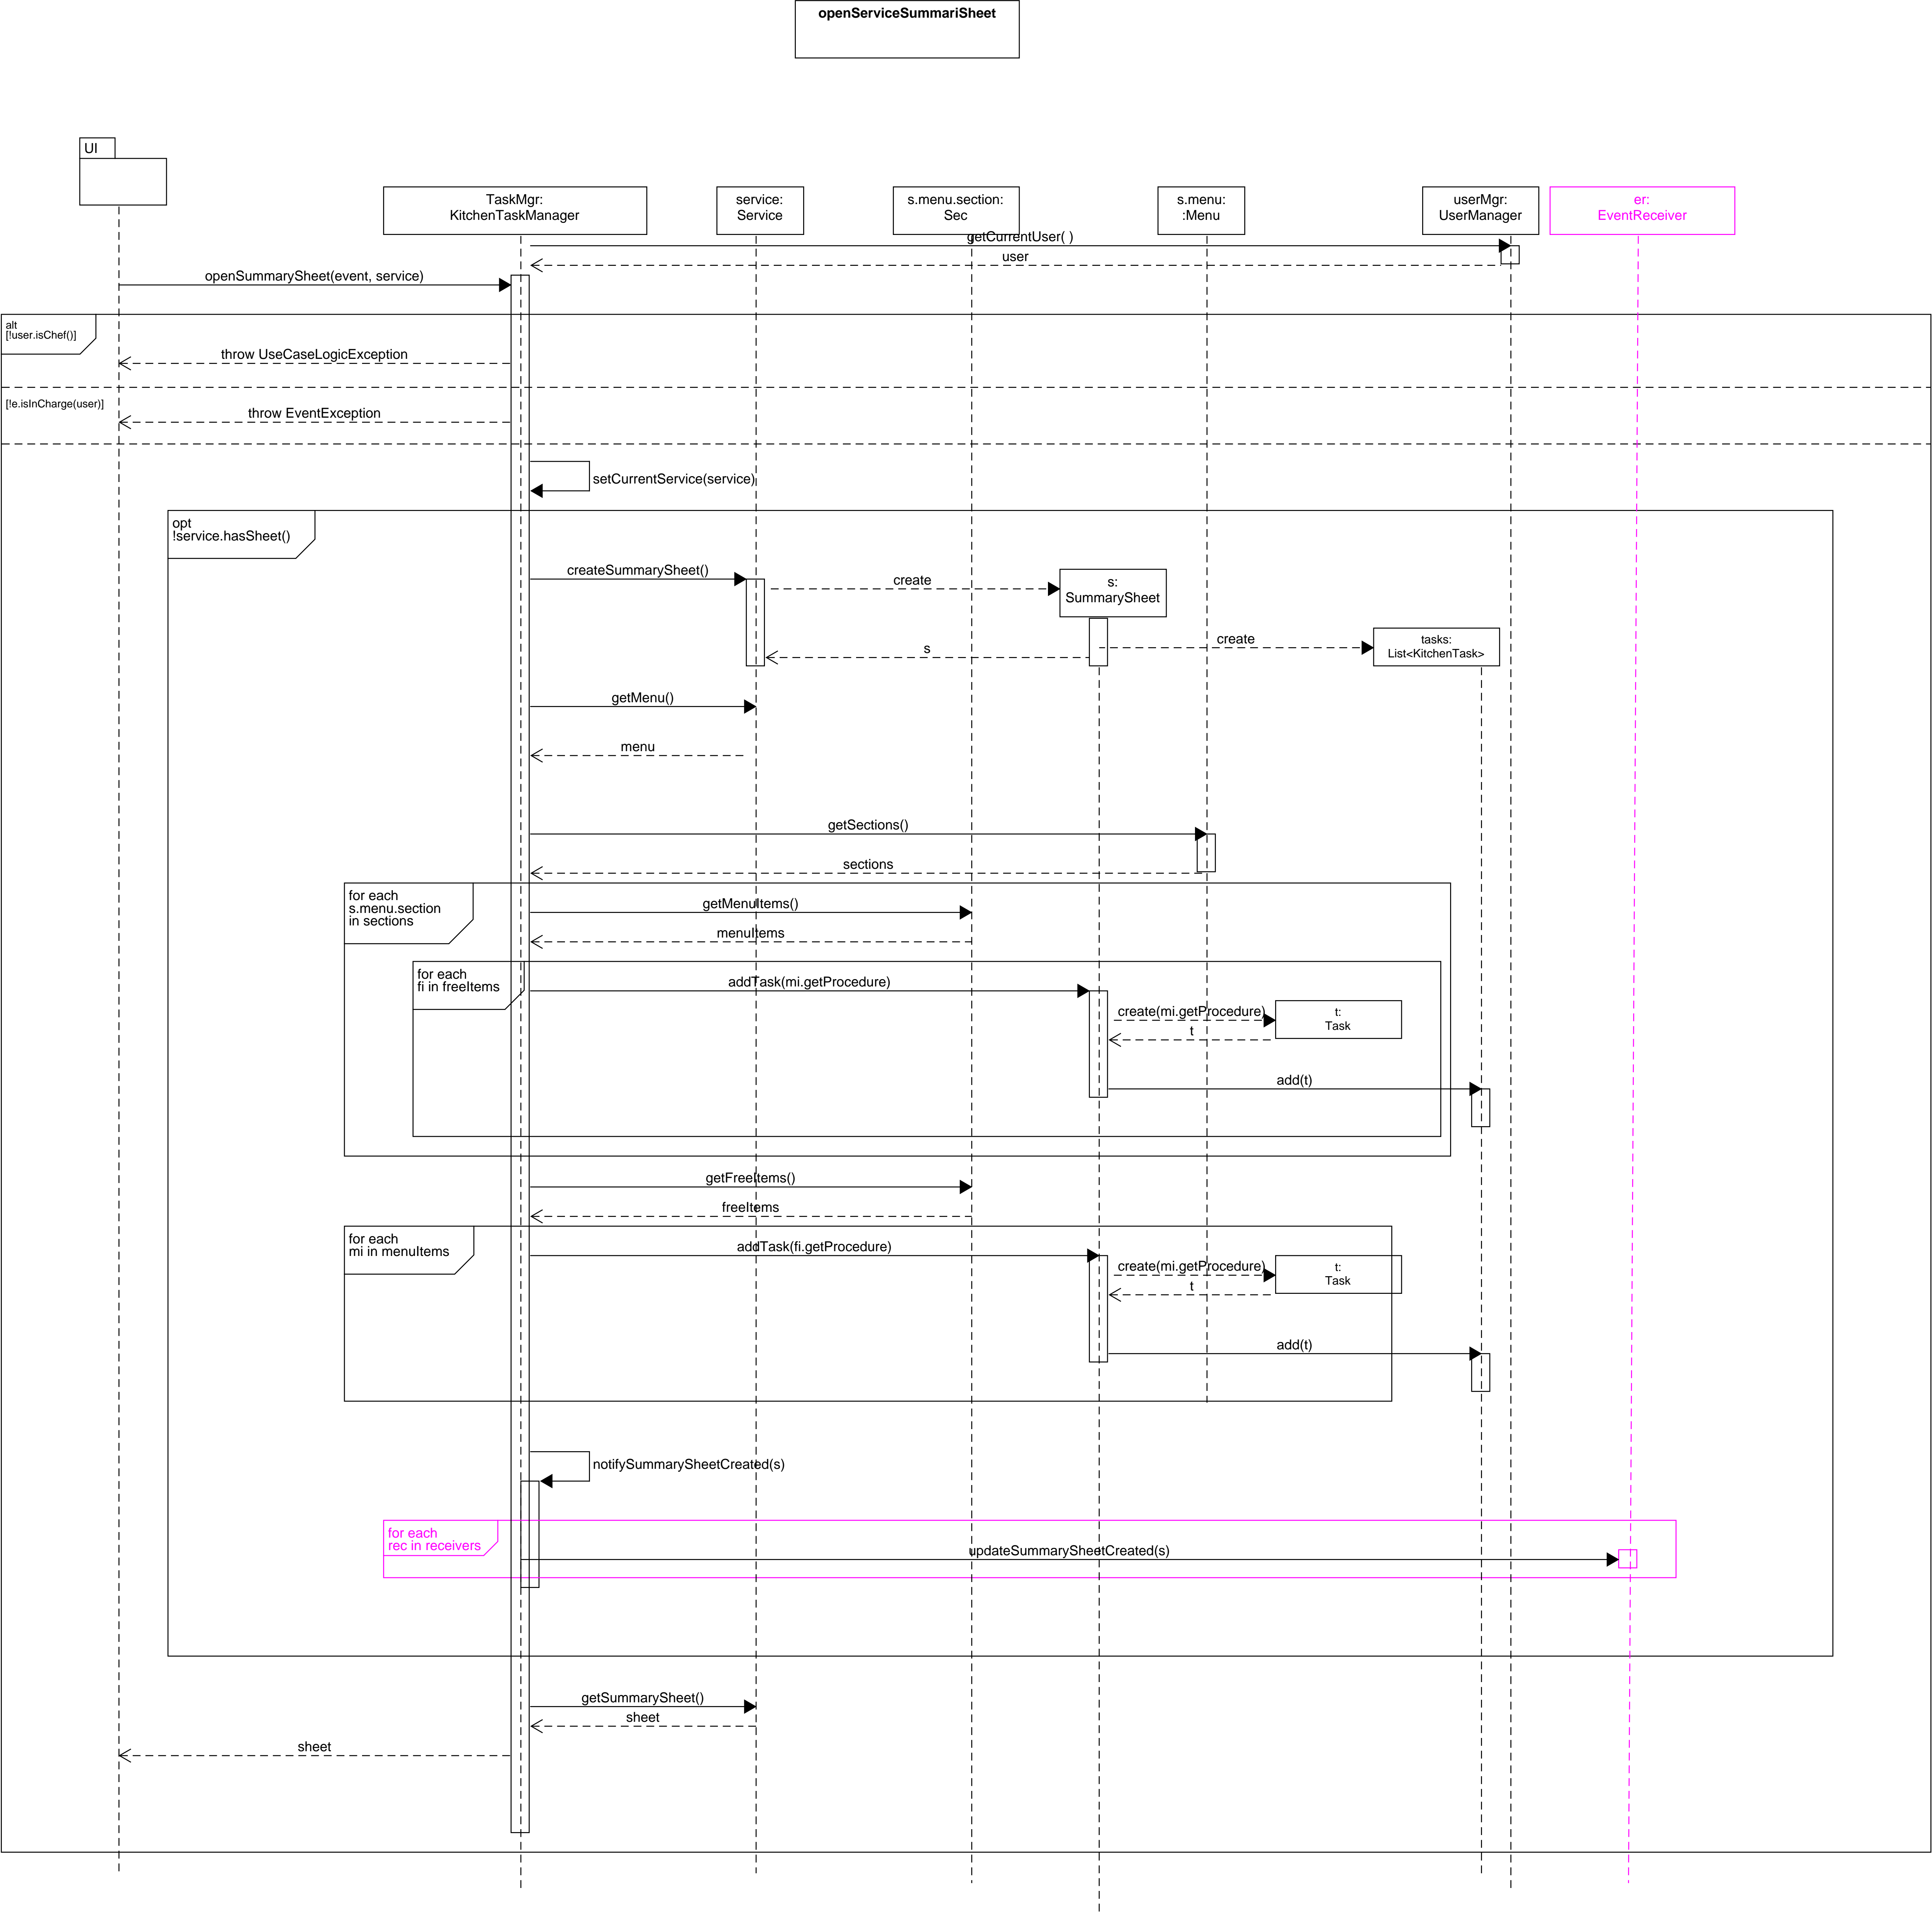 openServiceSummariSheet
UI
TaskMgr:
KitchenTaskManager
service:
Service
s.menu.section:
Sec
s.menu:
:Menu
userMgr:
UserManager
er:
EventReceiver
getCurrentUser( )
user
openSummarySheet(event, service)
alt
[!user.isChef()]
throw UseCaseLogicException
[!e.isInCharge(user)]
throw EventException
setCurrentService(service)
opt
!service.hasSheet()
createSummarySheet()
create
s:
SummarySheet
create
tasks:
List<KitchenTask>
s
getMenu()
menu
getSections()
sections
for each
s.menu.section
in sections
getMenuItems()
menuItems
for each
fi in freeItems
addTask(mi.getProcedure)
create(mi.getProcedure)
t:
Task
t
add(t)
getFreeItems()
freeItems
for each
mi in menuItems
addTask(fi.getProcedure)
create(mi.getProcedure)
t:
Task
t
add(t)
notifySummarySheetCreated(s)
for each
rec in receivers
updateSummarySheetCreated(s)
getSummarySheet()
sheet
sheet